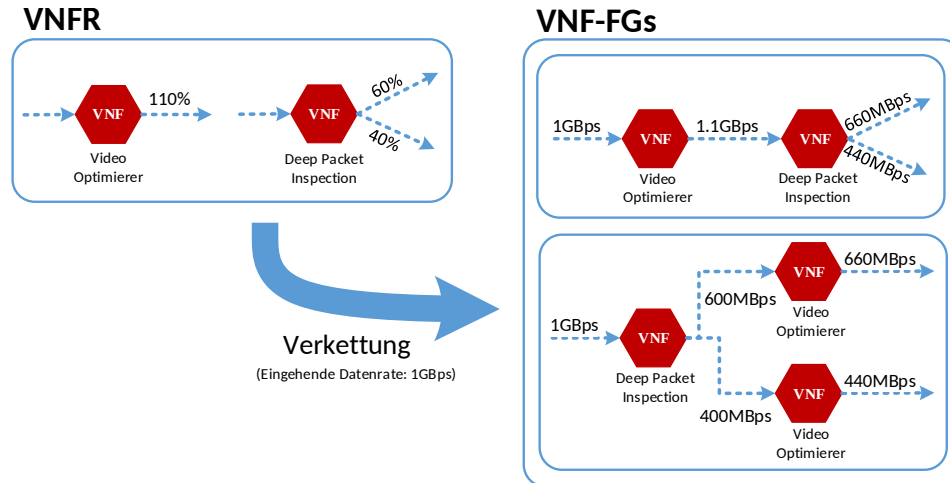 VNFR
VNF
110%
Video
Optimierer
VNF
60%
40%
Deep Packet
Inspection
Verkettung
(Eingehende Datenrate: 1GBps)
VNF-FGs
1GBps
VNF
Video
Optimierer
1.1GBps
VNF
Deep Packet
Inspection
660MBps
440MBps
1GBps
VNF
Deep Packet
Inspection
600MBps
VNF
Video
Optimierer
660MBps
400MBps
VNF
Video
Optimierer
440MBps